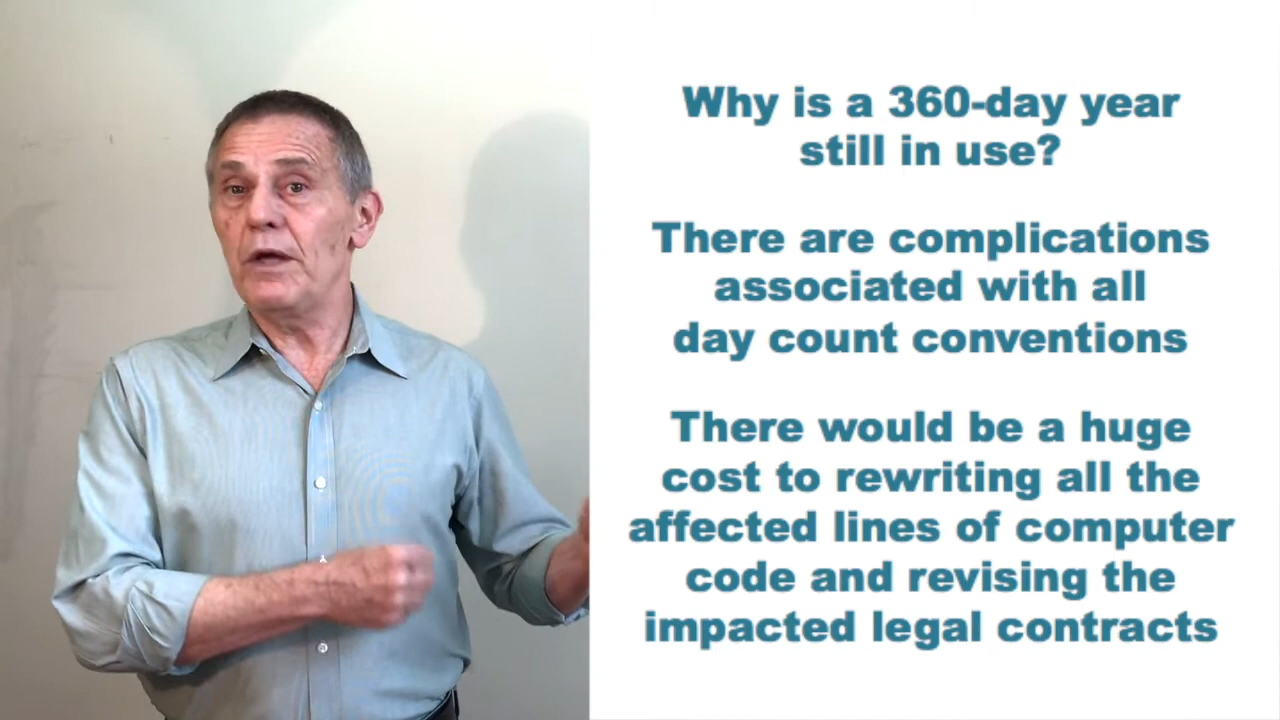 Why is a 360-day year
still in use?
There are complications
associated with all
day count conventions
There would be a huge
cost to rewriting all the
affected lines of computer
code and revising the
impacted legal contracts